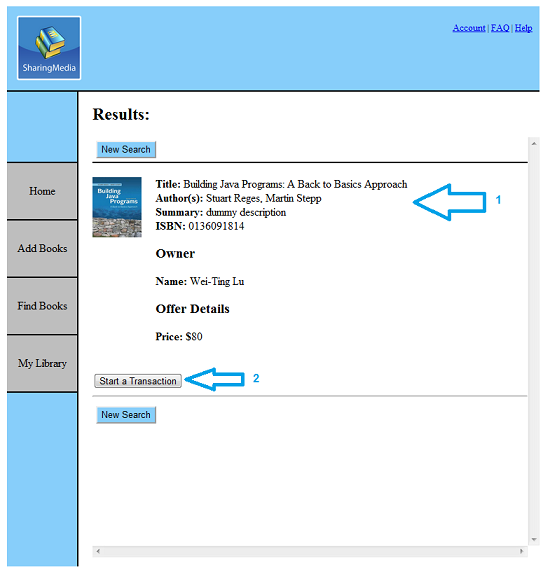 SharingMedia
Account | FAQ | Help
Home
Add Books
Find Books
My Library
Results:
New Search
Building
Java
Programs
Title: Building Java Programs: A Back to Basics Approach
Author(s): Stuart Reges, Martin Stepp
Summary: dummy description
ISBN: 0136091814
1
Owner
Name: Wei-Ting Lu
Offer Details
Price: $80
Start a Transaction
2
New Search